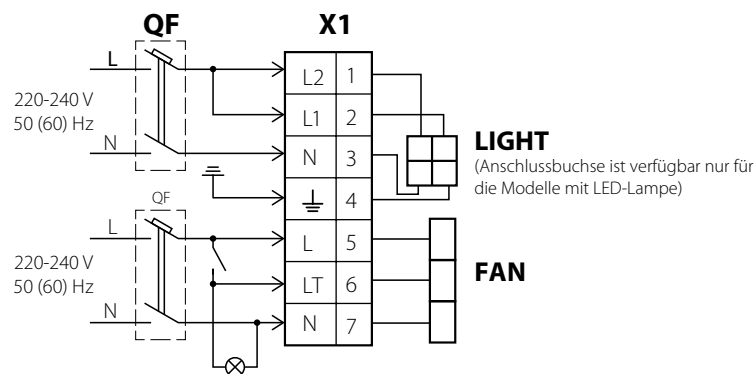 QF
X1
L
220-240 V
50 (60) Hz
N
L2 1
L1 2
N 3
4
LIGHT
(Anschlussbuchse ist verfügbar nur für
die Modelle mit LED-Lampe)
QF
L
220-240 V
50 (60) Hz
N
L 5
LT 6
N 7
FAN